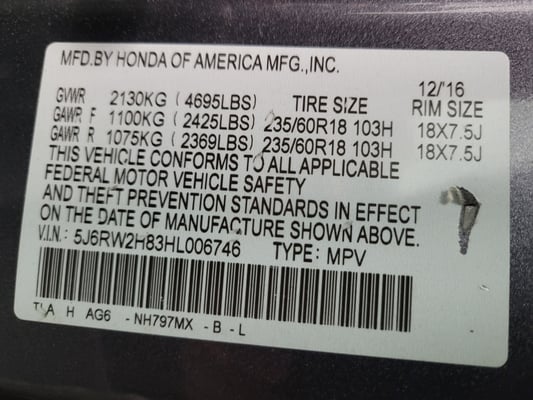 MFD.BY HONDA OF AMERICA MFG.,INC.
12/'16
GVWR 2130KG (4695LBS) TIRE SIZE RIM SIZE
GAWR F 1100KG (2425LBS) 235/60R18 103H 18X7.5J
GAWR R 1075KG (2369LBS) 235/60R18 103H 18X7.5J
THIS VEHICLE CONFORMS TO ALL APPLICABLE
FEDERAL MOTOR VEHICLE SAFETY
AND THEFT PREVENTION STANDARDS IN EFFECT
ON THE DATE OF MANUFACTURE SHOWN ABOVE.
V.I.N.: 5J6RW2H83HL006746 TYPE: MPV
TLA H AG6 -NH797MX -B-L